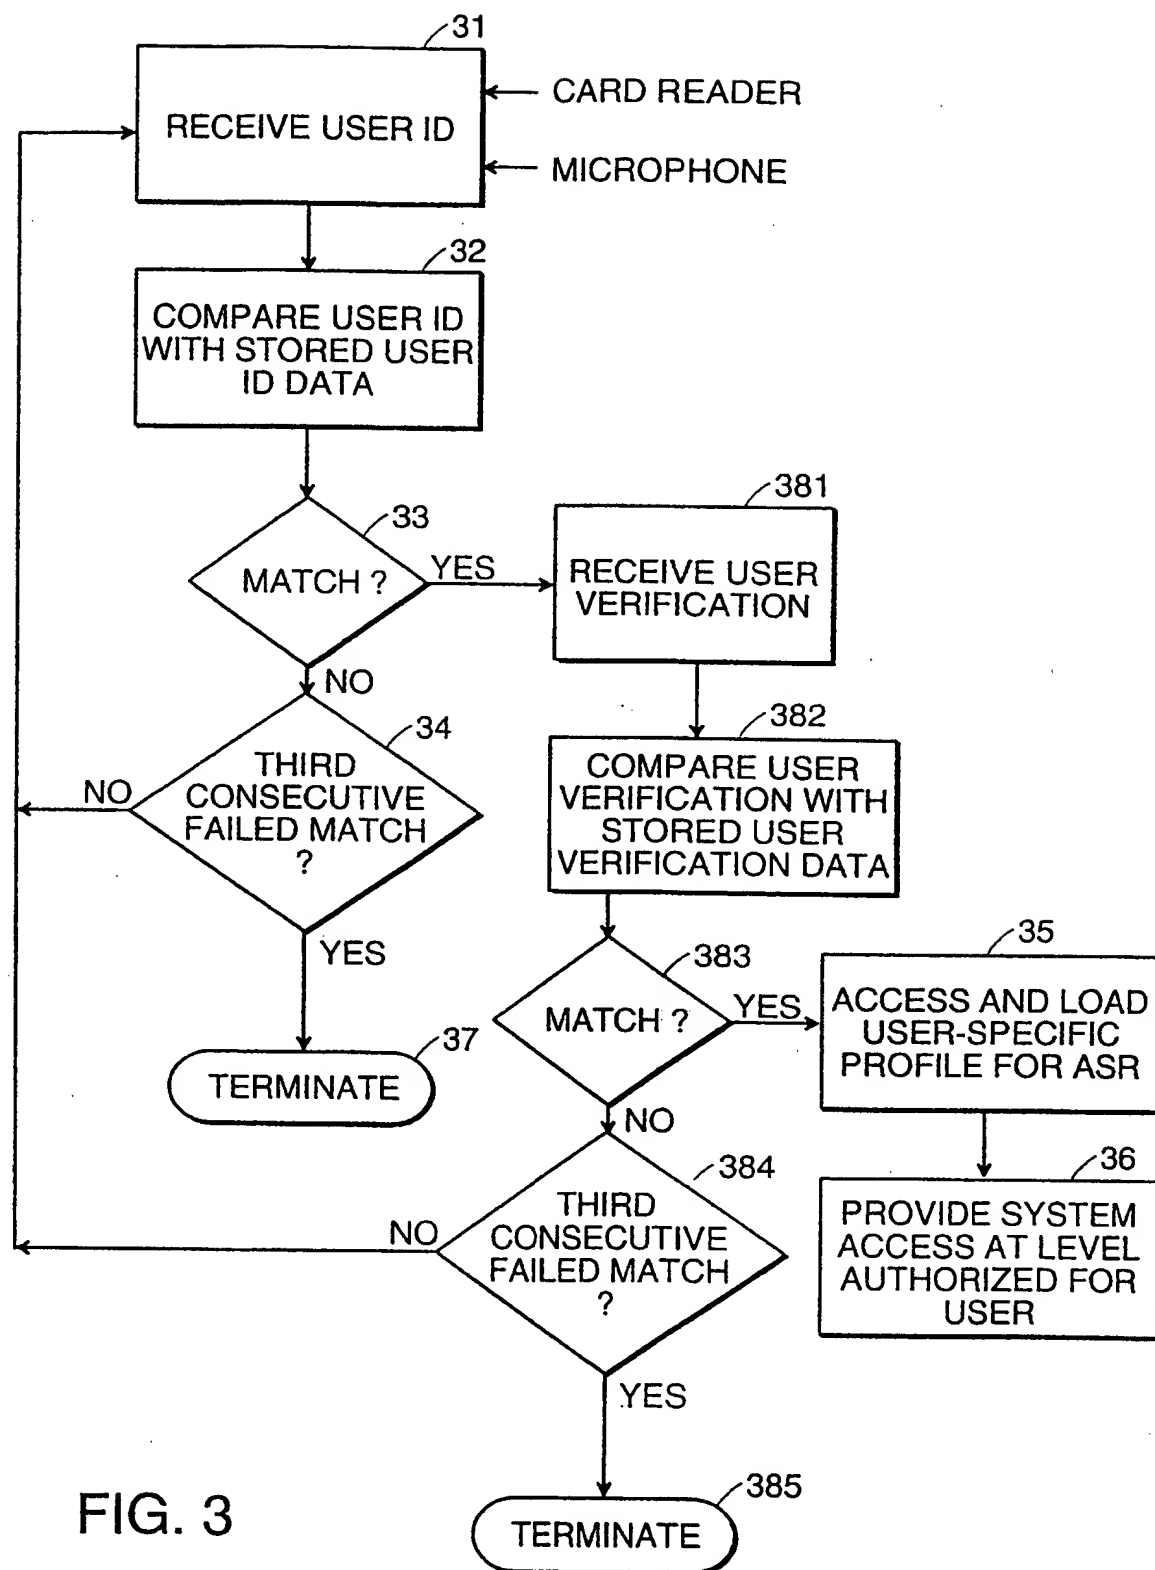 31
RECEIVE USER ID
CARD READER
MICROPHONE
32
COMPARE USER ID
WITH STORED USER
ID DATA
33
MATCH ?
YES
NO
381
RECEIVE USER
VERIFICATION
34
THIRD
CONSECUTIVE
FAILED MATCH
?
NO
YES
37
TERMINATE
382
COMPARE USER
VERIFICATION WITH
STORED USER
VERIFICATION DATA
383
MATCH ?
YES
NO
35
ACCESS AND LOAD
USER-SPECIFIC
PROFILE FOR ASR
36
PROVIDE SYSTEM
ACCESS AT LEVEL
AUTHORIZED FOR
USER
384
THIRD
CONSECUTIVE
FAILED MATCH
?
NO
YES
385
TERMINATE
FIG. 3